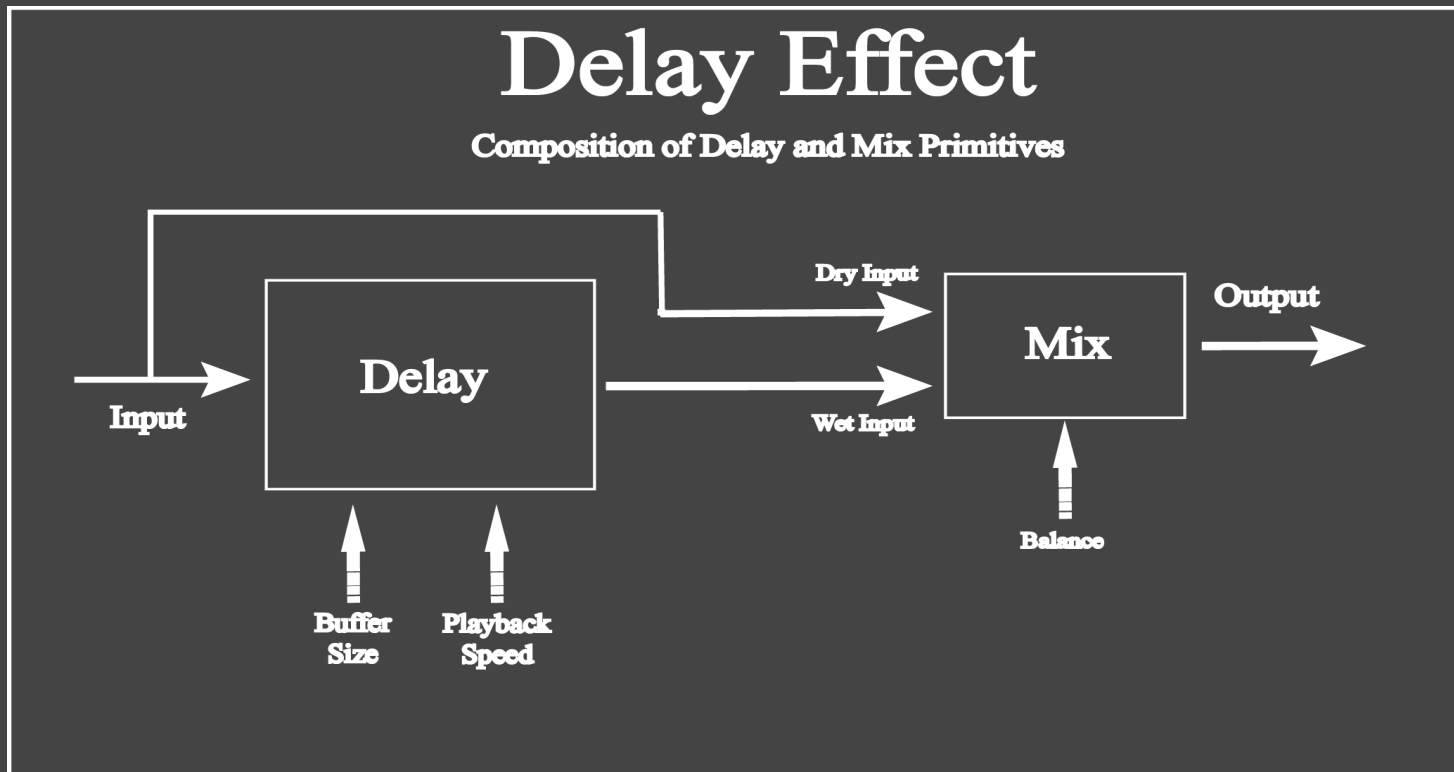 Delay Effect
Composition of Delay and Mix Primitives
Dry Input
Output
Mix
Delay
Input
Wet Input
Balance
Buffer
Size
Playback
Speed